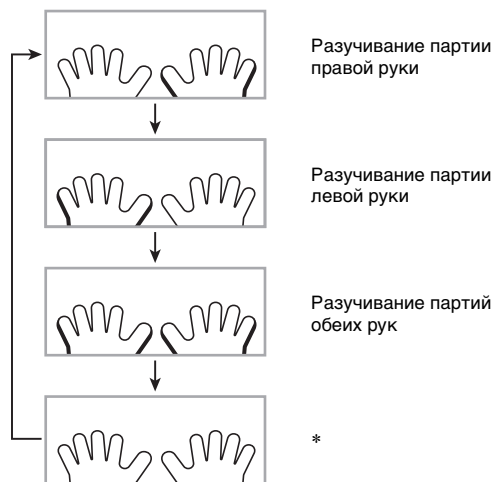 Разучивание партии
правой руки
Разучивание партии
левой руки
Разучивание партий
обеих рук
*